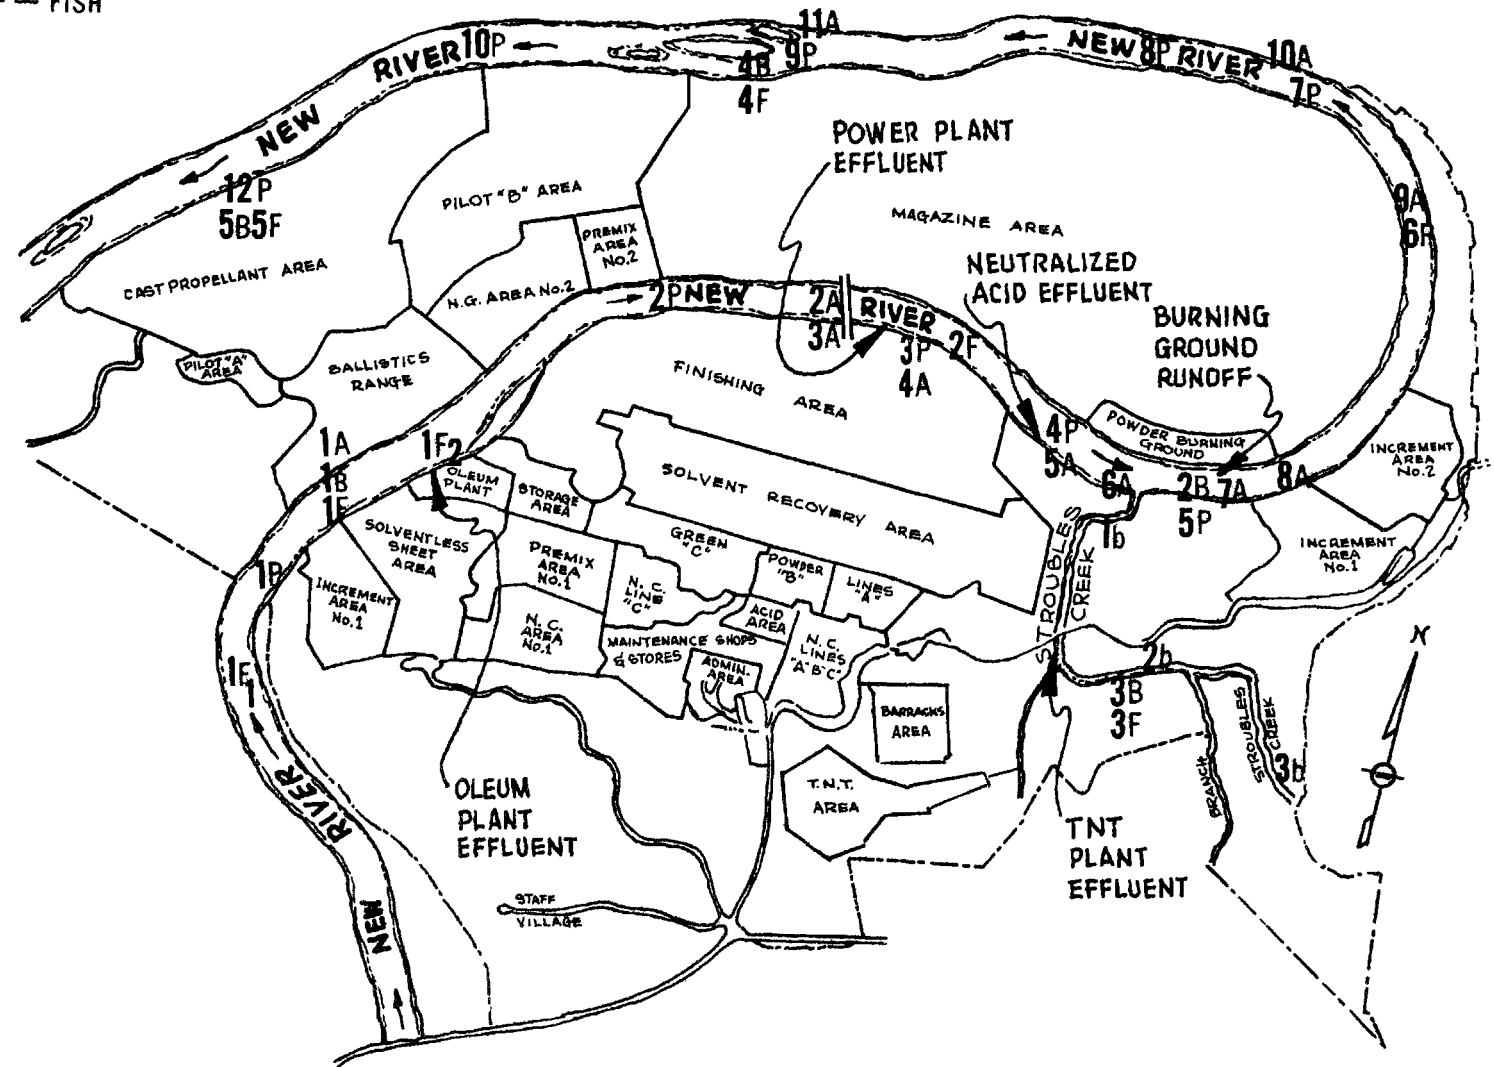 FISH
11A
NEW
RIVER
10P
4B
9P
4F
NEW
8P
RIVER
10A
7P
NEW
12P
5B5F
POWER PLANT
EFFLUENT
PILOT "B" AREA
MAGAZINE AREA
9A
PREMIX
AREA
No.2
CAST PROPELLANT AREA
N.G. AREA No.2
NEUTRALIZED
ACID EFFLUENT
2P
NEW
2A
RIVER
3A
3P
2F
4A
BURNING
GROUND
RUNOFF
PILOT "A"
AREA
BALLISTICS
RANGE
FINISHING AREA
1A
1F2
1B
4P
5A
POWDER BURNING
GROUND
6A
2B
7A
8A
5P
1b
INCREMENT
AREA
No.2
OLEUM
PLANT
STORAGE
AREA
SOLVENT RECOVERY AREA
SOLVENTLESS
SHEET
AREA
GREEN
"C"
STROUBLES
CREEK
INCREMENT
AREA
No.1
1P
PREMIX
AREA
No.1
POWDER
"B"
LINES
"A"
INCREMENT
AREA
No.1
N. C.
LINE
"C"
ACID
AREA
N. C.
AREA
No.1
MAINTENANCE SHOPS
& STORES
N. C.
LINES
"A" "B" "C"
N
ADMIN.
AREA
2b
3B
3F
1E
1
BARRACKS
AREA
STROUBLES
CREEK
BRANCH
3b
RIVER
T.N.T.
AREA
OLEUM
PLANT
EFFLUENT
TNT
PLANT
EFFLUENT
NEW
STAFF
VILLAGE